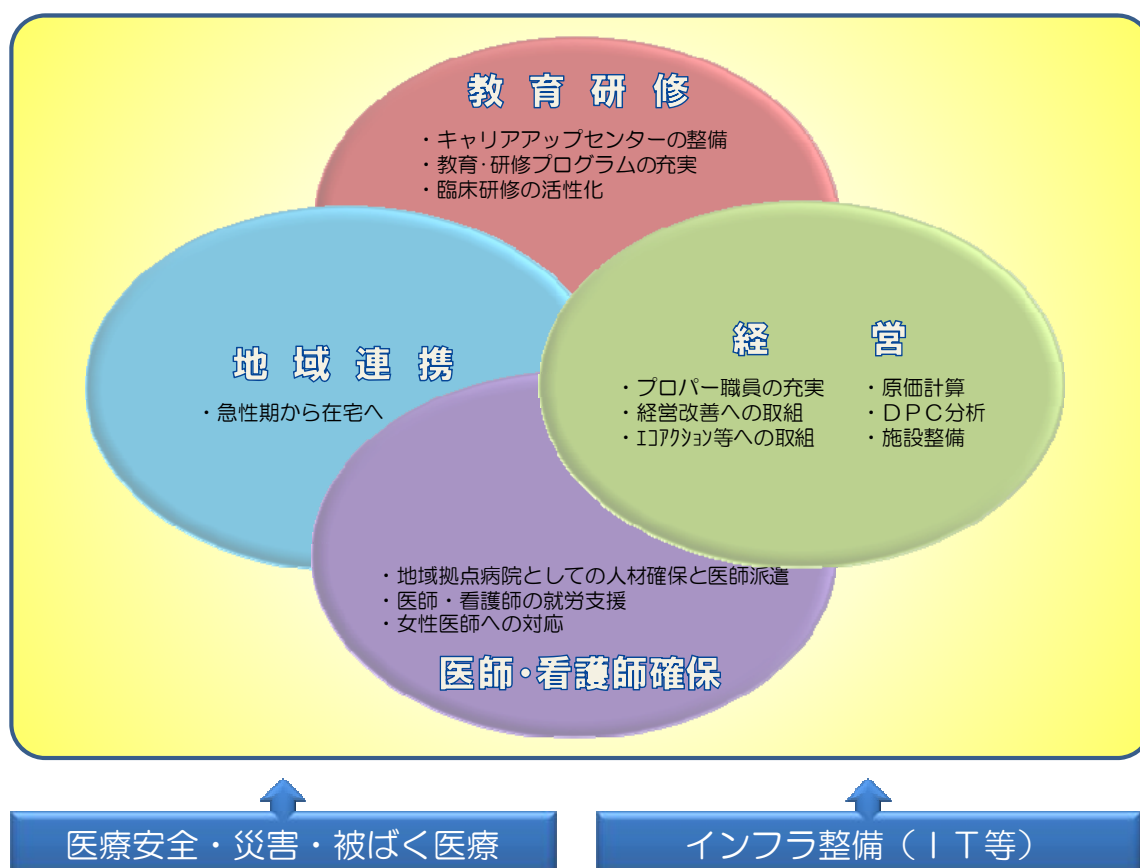 教育研修
・キャリアアップセンターの整備
・教育･研修プログラムの充実
・臨床研修の活性化
地域連携
・急性期から在宅へ
経営
・プロパー職員の充実
・経営改善への取組
・ｴｺｱｸｼｮﾝ等への取組
・原価計算
・ＤＰＣ分析
・施設整備
・地域拠点病院としての人材確保と医師派遣
・医師・看護師の就労支援
・女性医師への対応
医師・看護師確保
医療安全・災害・被ばく医療
インフラ整備（ＩＴ等）